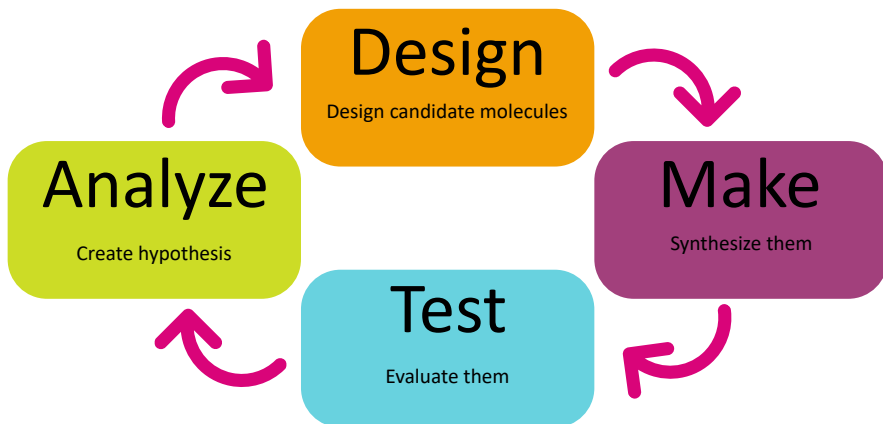 Design
Design candidate molecules
Analyze
Create hypothesis
Make
Synthesize them
Test
Evaluate them